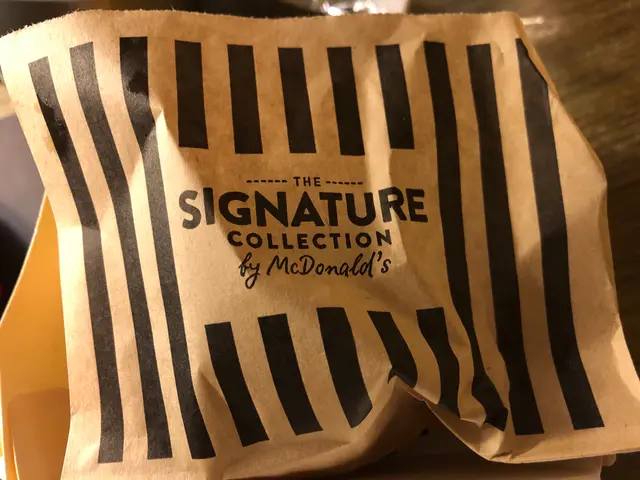 THE
SIGNATURE
COLLECTION
by McDonald's